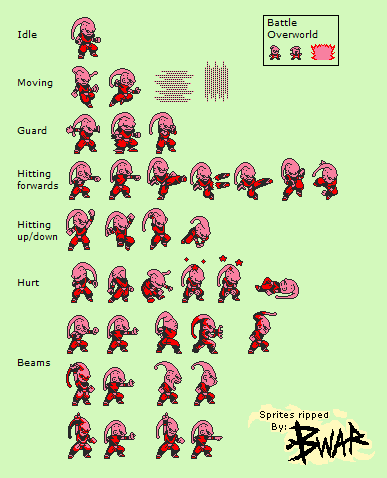 Idle
Battle
Overworld
Moving
Guard
Hitting
forwards
Hitting
up/down
Hurt
Beams
Sprites ripped
By:
BWAR